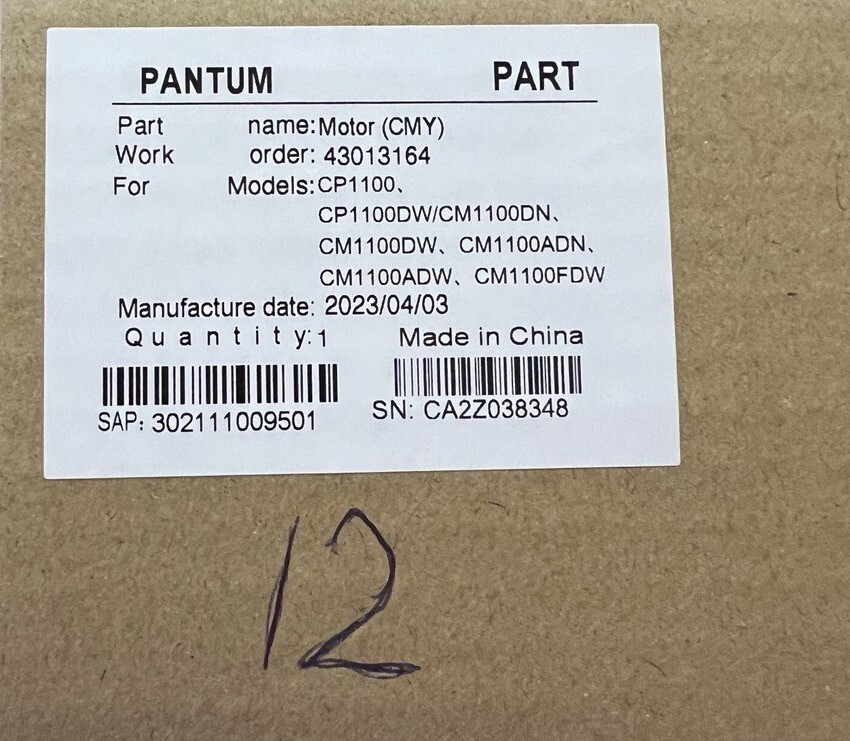 PANTUM PART
Part name:Motor (CMY)
Work order: 43013164
For Models:CP1100、
CP1100DW/CM1100DN、
CM1100DW、CM1100ADN、
CM1100ADW、CM1100FDW
Manufacture date: 2023/04/03
Quantity:1 Made in China
SAP: 302111009501 SN: CA2Z038348
12